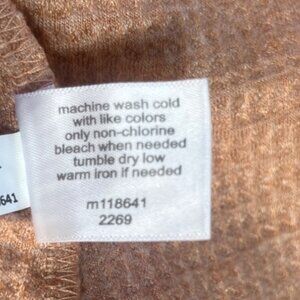 machine wash cold
with like colors
only non-chlorine
bleach when needed
tumble dry low
warm iron if needed
m118641
2269
641